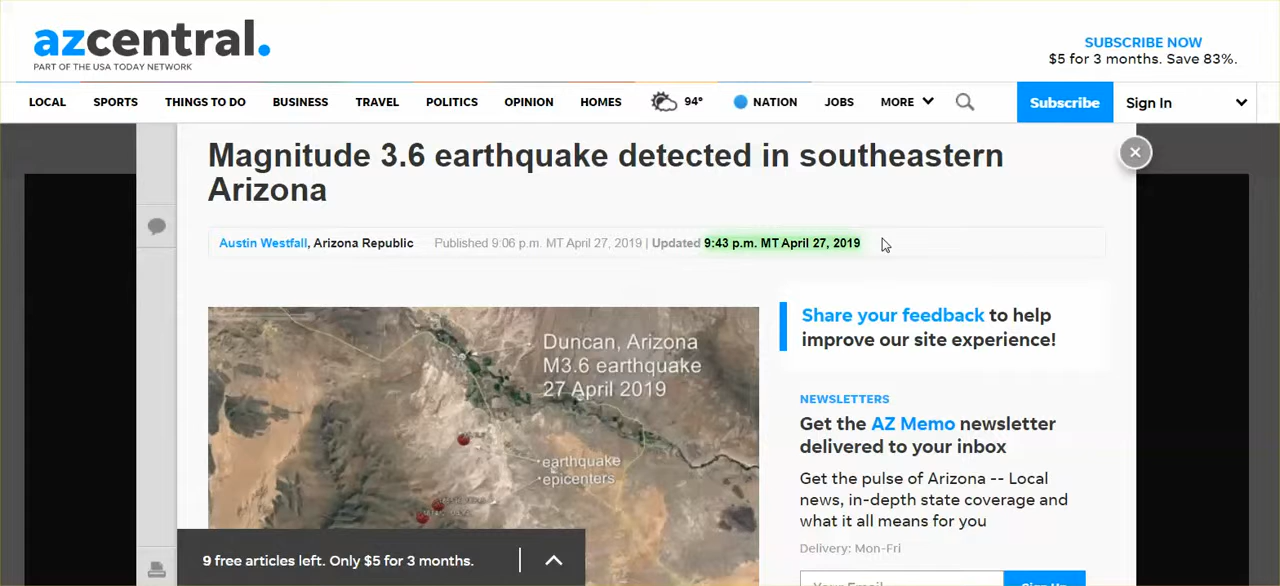 azcentral.
PART OF THE USA TODAY NETWORK
SUBSCRIBE NOW
$5 for 3 months. Save 83%.
LOCAL SPORTS THINGS TO DO BUSINESS TRAVEL POLITICS OPINION HOMES 94° NATION JOBS MORE Subscribe Sign In
Magnitude 3.6 earthquake detected in southeastern
Arizona
Austin Westfall, Arizona Republic Published 9:06 p.m. MT April 27, 2019 | Updated 9:43 p.m. MT April 27, 2019
Duncan, Arizona
M3.6 earthquake
27 April 2019
earthquake
epicenters
Share your feedback to help
improve our site experience!
NEWSLETTERS
Get the AZ Memo newsletter
delivered to your inbox
Get the pulse of Arizona -- Local
news, in-depth state coverage and
what it all means for you
Delivery: Mon-Fri
Your Email
Sign Up
9 free articles left. Only $5 for 3 months.